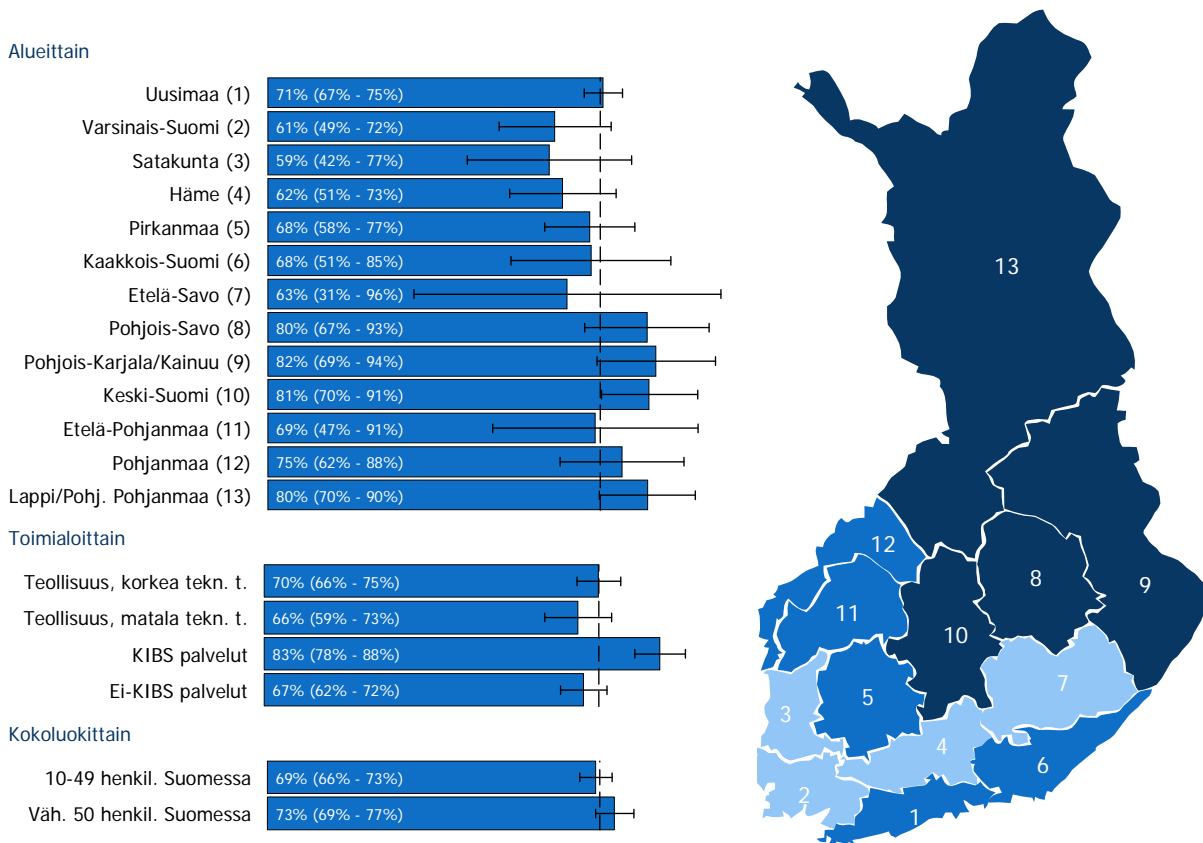 Alueittain
Uusimaa (1) 71% (67% - 75%)
Varsinais-Suomi (2) 61% (49% - 72%)
Satakunta (3) 59% (42% - 77%)
Häme (4) 62% (51% - 73%)
Pirkanmaa (5) 68% (58% - 77%)
Kaakkois-Suomi (6) 68% (51% - 85%)
Etelä-Savo (7) 63% (31% - 96%)
Pohjois-Savo (8) 80% (67% - 93%)
Pohjois-Karjala/Kainuu (9) 82% (69% - 94%)
Keski-Suomi (10) 81% (70% - 91%)
Etelä-Pohjanmaa (11) 69% (47% - 91%)
Pohjanmaa (12) 75% (62% - 88%)
Lappi/Pohj. Pohjanmaa (13) 80% (70% - 90%)
Toimialoittain
Teollisuus, korkea tekn. t. 70% (66% - 75%)
Teollisuus, matala tekn. t. 66% (59% - 73%)
KIBS palvelut 83% (78% - 88%)
Ei-KIBS palvelut 67% (62% - 72%)
Kokoluokittain
10-49 henkil. Suomessa 69% (66% - 73%)
Väh. 50 henkil. Suomessa 73% (69% - 77%)
13
12
8
9
11
10
7
5
3
4
6
2
1